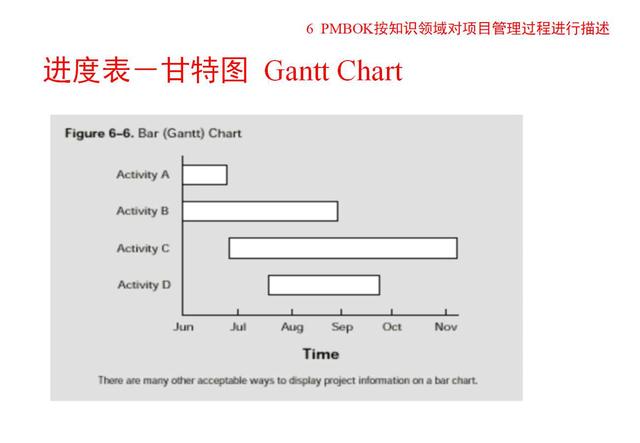 6 PMBOK按知识领域对项目管理过程进行描述
进度表－甘特图 Gantt Chart
Figure 6–6. Bar (Gantt) Chart
Activity A
Activity B
Activity C
Activity D
Jun Jul Aug Sep Oct Nov
Time
There are many other acceptable ways to display project information on a bar chart.